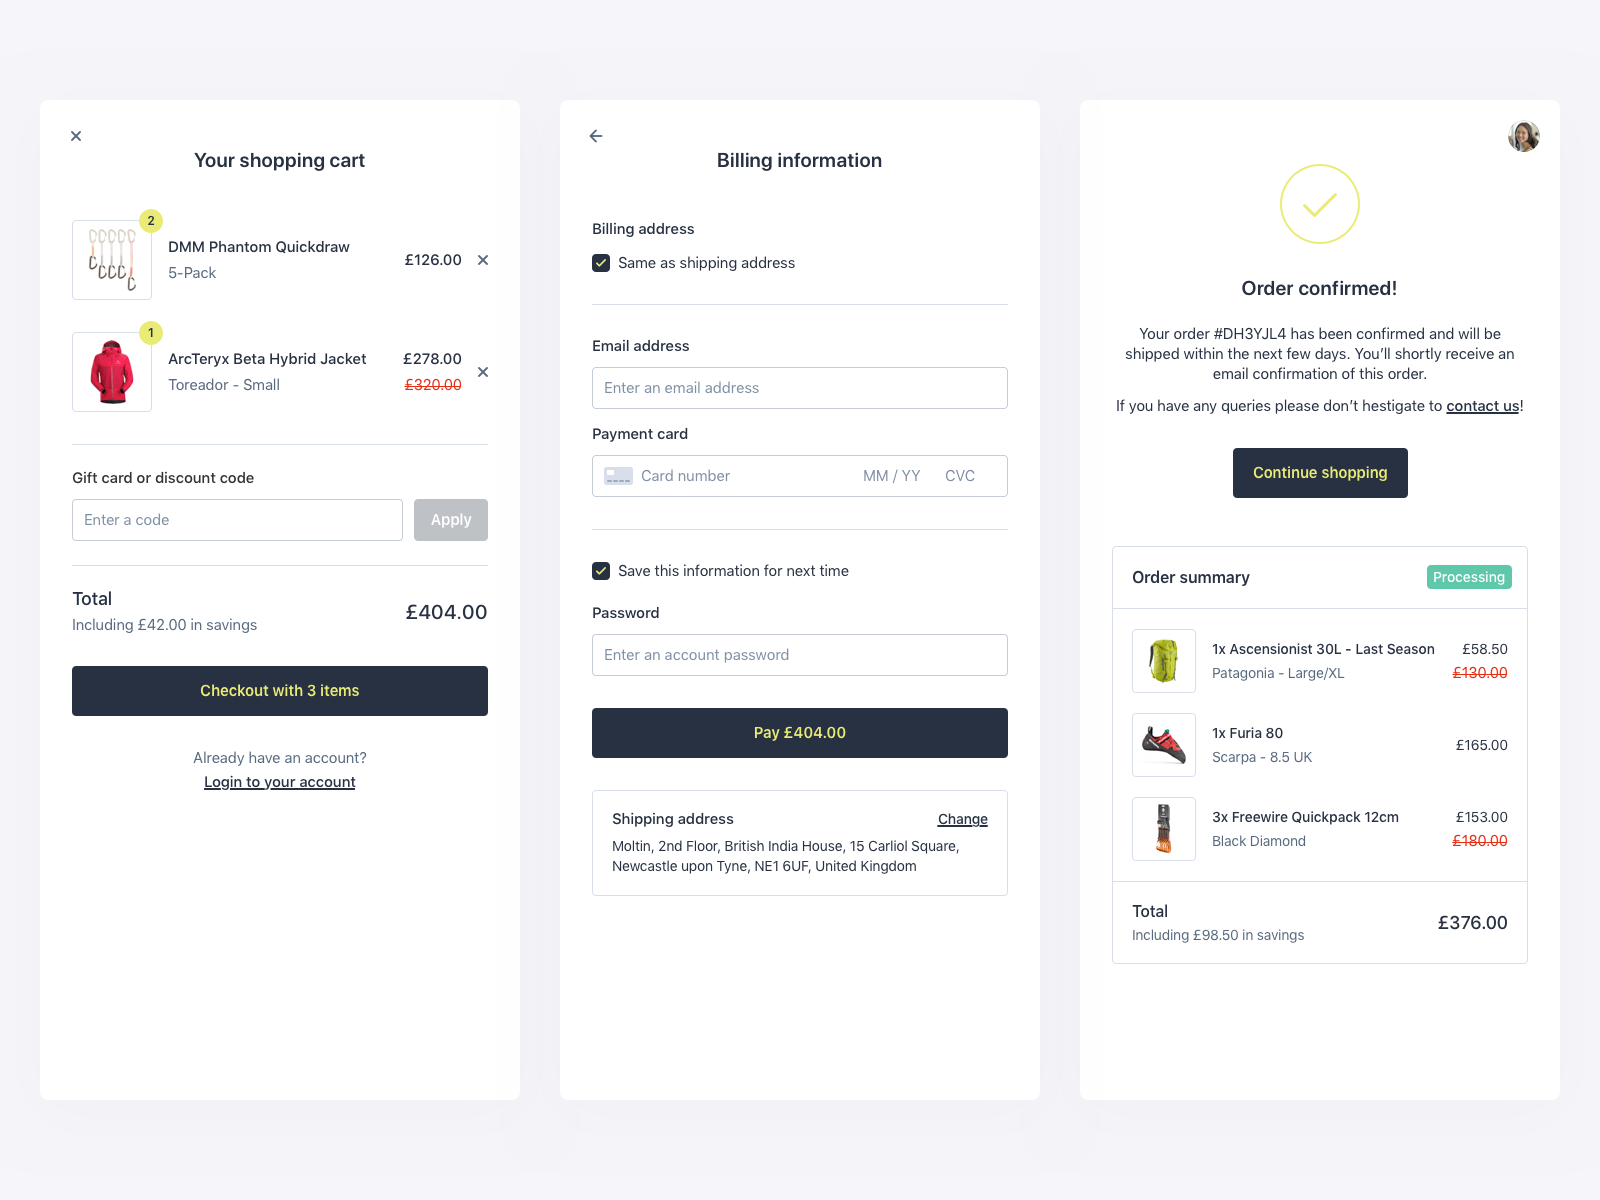 Your shopping cart
2
DMM Phantom Quickdraw
5-Pack
£126.00
1
ArcTeryx Beta Hybrid Jacket
Toreador - Small
£278.00
£320.00
Gift card or discount code
Enter a code
Apply
Total
Including £42.00 in savings
£404.00
Checkout with 3 items
Already have an account?
Login to your account
Billing information
Billing address
Same as shipping address
Email address
Enter an email address
Payment card
Card number MM / YY CVC
Save this information for next time
Password
Enter an account password
Pay £404.00
Shipping address
Change
Moltin, 2nd Floor, British India House, 15 Carliol Square,
Newcastle upon Tyne, NE1 6UF, United Kingdom
Order confirmed!
Your order #DH3YJL4 has been confirmed and will be
shipped within the next few days. You’ll shortly receive an
email confirmation of this order.
If you have any queries please don’t hestigate to contact us!
Continue shopping
Order summary
Processing
1x Ascensionist 30L - Last Season
£58.50
Patagonia - Large/XL
£130.00
1x Furia 80
Scarpa - 8.5 UK
£165.00
3x Freewire Quickpack 12cm
£153.00
Black Diamond
£180.00
Total
Including £98.50 in savings
£376.00